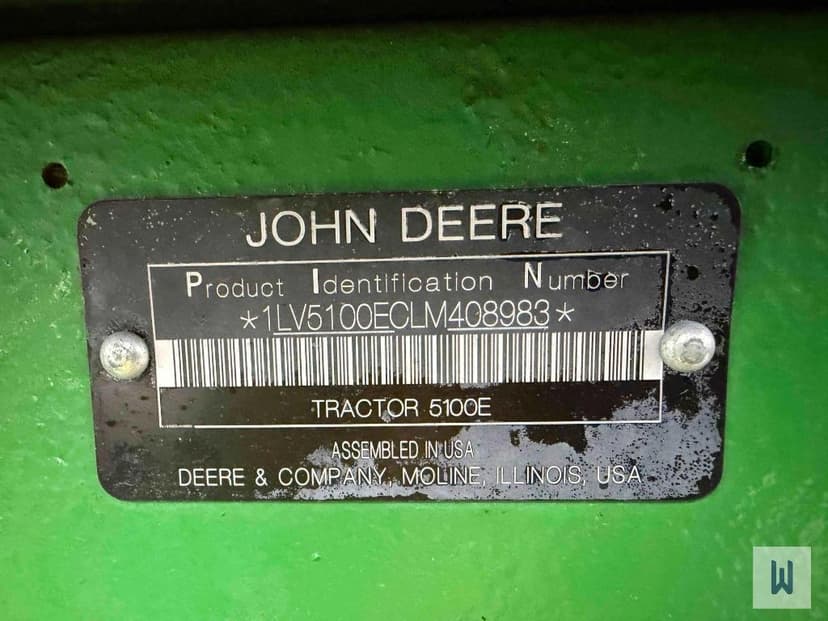 JOHN DEERE
Product Identification Number
*1LV5100ECLM408983*
TRACTOR 5100E
ASSEMBLED IN USA
DEERE & COMPANY, MOLINE, ILLINOIS, USA
W